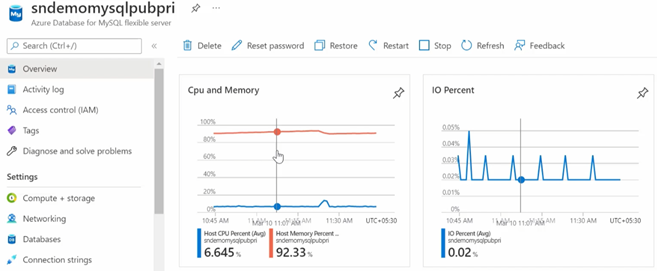 sndemomysqlpubpri
Azure Database for MySQL flexible server
Search (Ctrl+/)
Delete
Reset password
Restore
Restart
Stop
Refresh
Feedback
Overview
Activity log
Access control (IAM)
Tags
Diagnose and solve problems
Settings
Compute + storage
Networking
Databases
Connection strings
Cpu and Memory
100%
80%
60%
40%
20%
0%
10:45 AM
Mar 10 11:07 AM
11:30 AM
UTC+05:30
Host CPU Percent (Avg)
sndemomysqlpubpri
6.645 %
Host Memory Percent ...
sndemomysqlpubpri
92.33 %
IO Percent
0.05%
0.04%
0.03%
0.02%
0.01%
0%
10:45 AM
Mar 10 11:07 AM
11:30 AM
UTC+05:30
IO Percent (Avg)
sndemomysqlpubpri
0.02 %